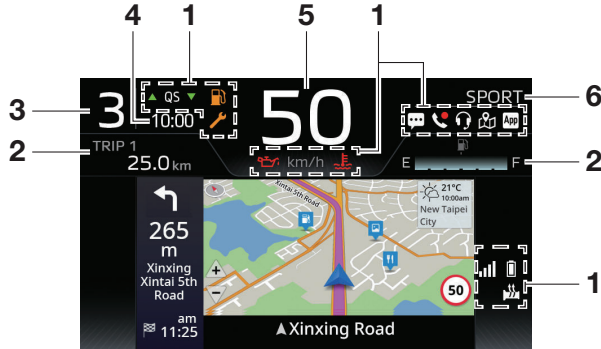 1
5
1
4
3
2
QS
3
10:00
50
km/h
SPORT
App
6
TRIP 1
25.0 km
E
F
2
265
m
Xinxing
Xintai 5th
Road
am
11:25
Xintai 5th
Road
21°C
10:00am
New Taipei
City
+
−
50
Xinxing Road
1